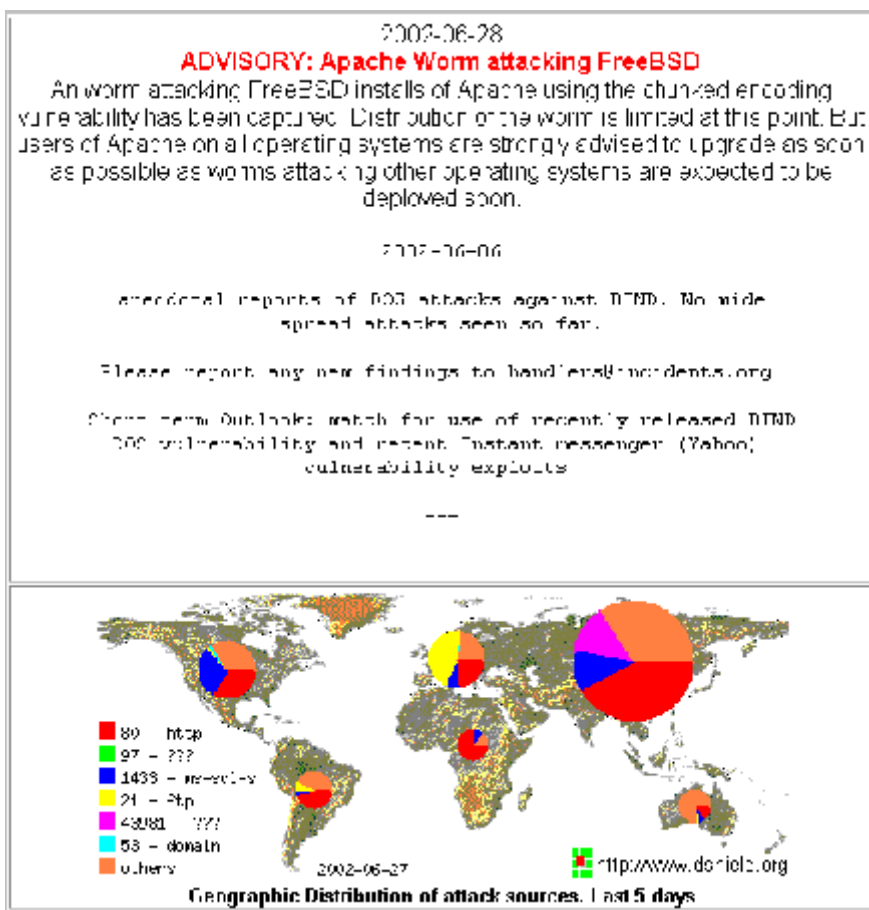 2002-06-28
ADVISORY: Apache Worm attacking FreeBSD
An worm attacking FreeBSD installs of Apache using the chunked encoding
vulnerability has been captured. Distribution of the worm is limited at this point. But
users of Apache on all operating systems are strongly advised to upgrade as soon
as possible as worms attacking other operating systems are expected to be
deployed soon.
2002-06-06
anecdotal reports of DOS attacks against BIND. No wide
spread attacks seen so far.
Please report any new findings to handlers@incidents.org
Short term Outlook: watch for use of recently released BIND
DOS vulnerability and recent Instant messenger (Yahoo)
vulnerability exploits
---
80 - http
97 - ???
1433 - ms-sql-s
21 - ftp
43981 - ???
53 - domain
others
2002-06-27
http://www.dshield.org
Geographic Distribution of attack sources. Last 5 days